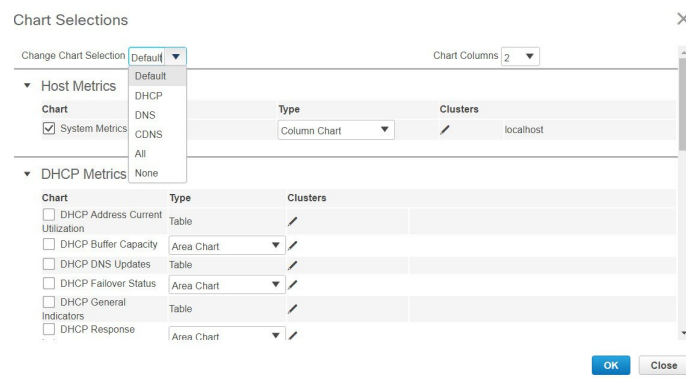 Chart Selections
Change Chart Selection Default
Chart Columns 2
Default
DHCP
DNS
CDNS
All
None
Host Metrics
Chart Type Clusters
System Metrics Column Chart localhost
DHCP Metrics
Chart Type Clusters
DHCP Address Current Utilization Table
DHCP Buffer Capacity Area Chart
DHCP DNS Updates Table
DHCP Failover Status Area Chart
DHCP General Indicators Table
DHCP Response Area Chart
OK Close